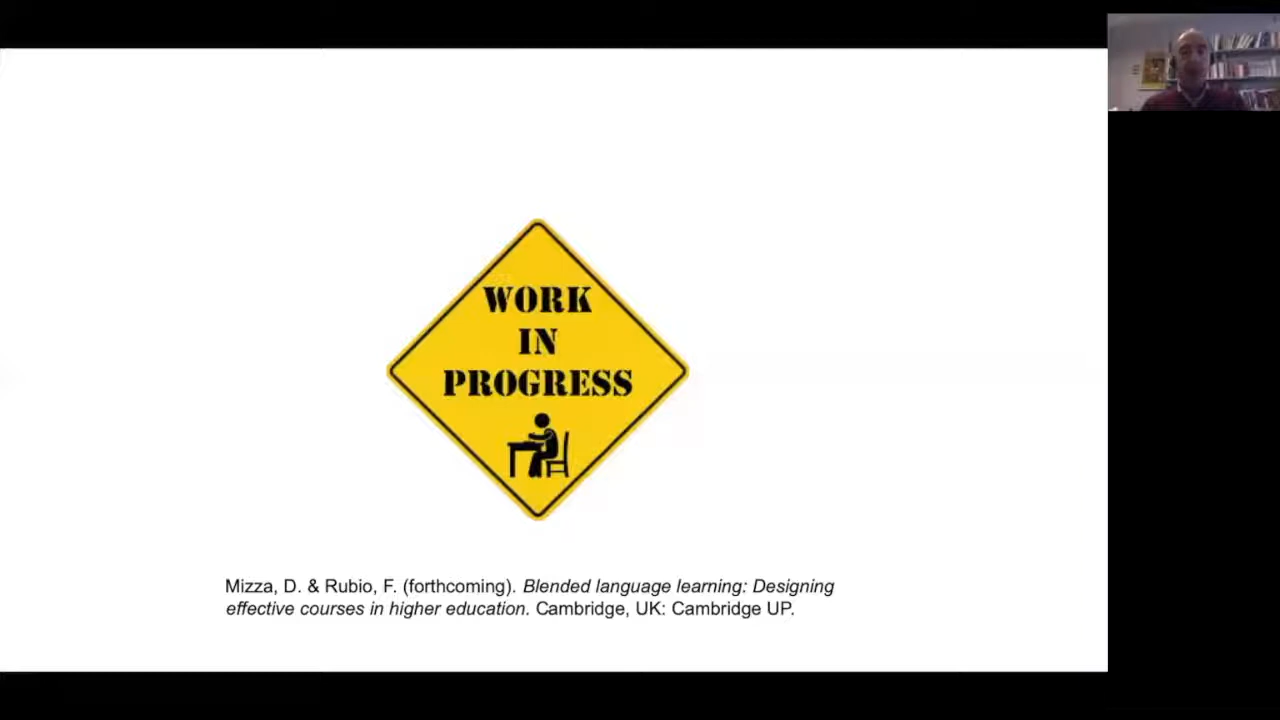 WORK
IN
PROGRESS
Mizza, D. & Rubio, F. (forthcoming). Blended language learning: Designing
effective courses in higher education. Cambridge, UK: Cambridge UP.